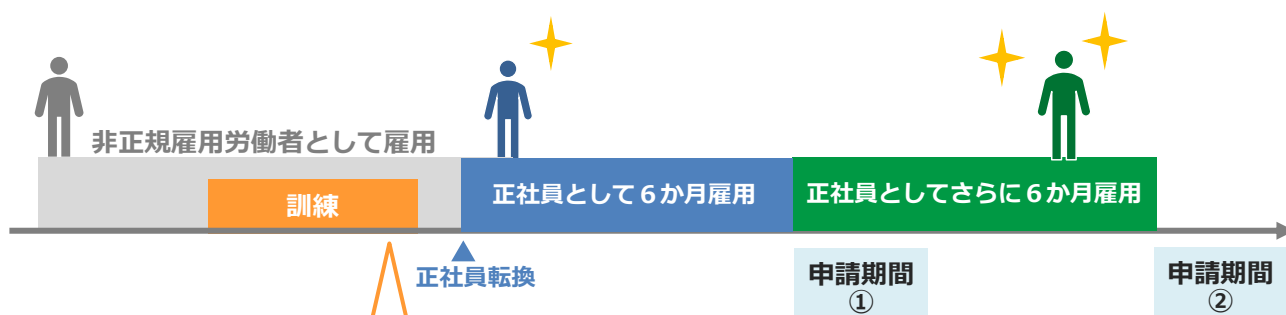 非正規雇用労働者として雇用
訓練
正社員として６か月雇用
正社員としてさらに６か月雇用
正社員転換
申請期間
①
申請期間
②